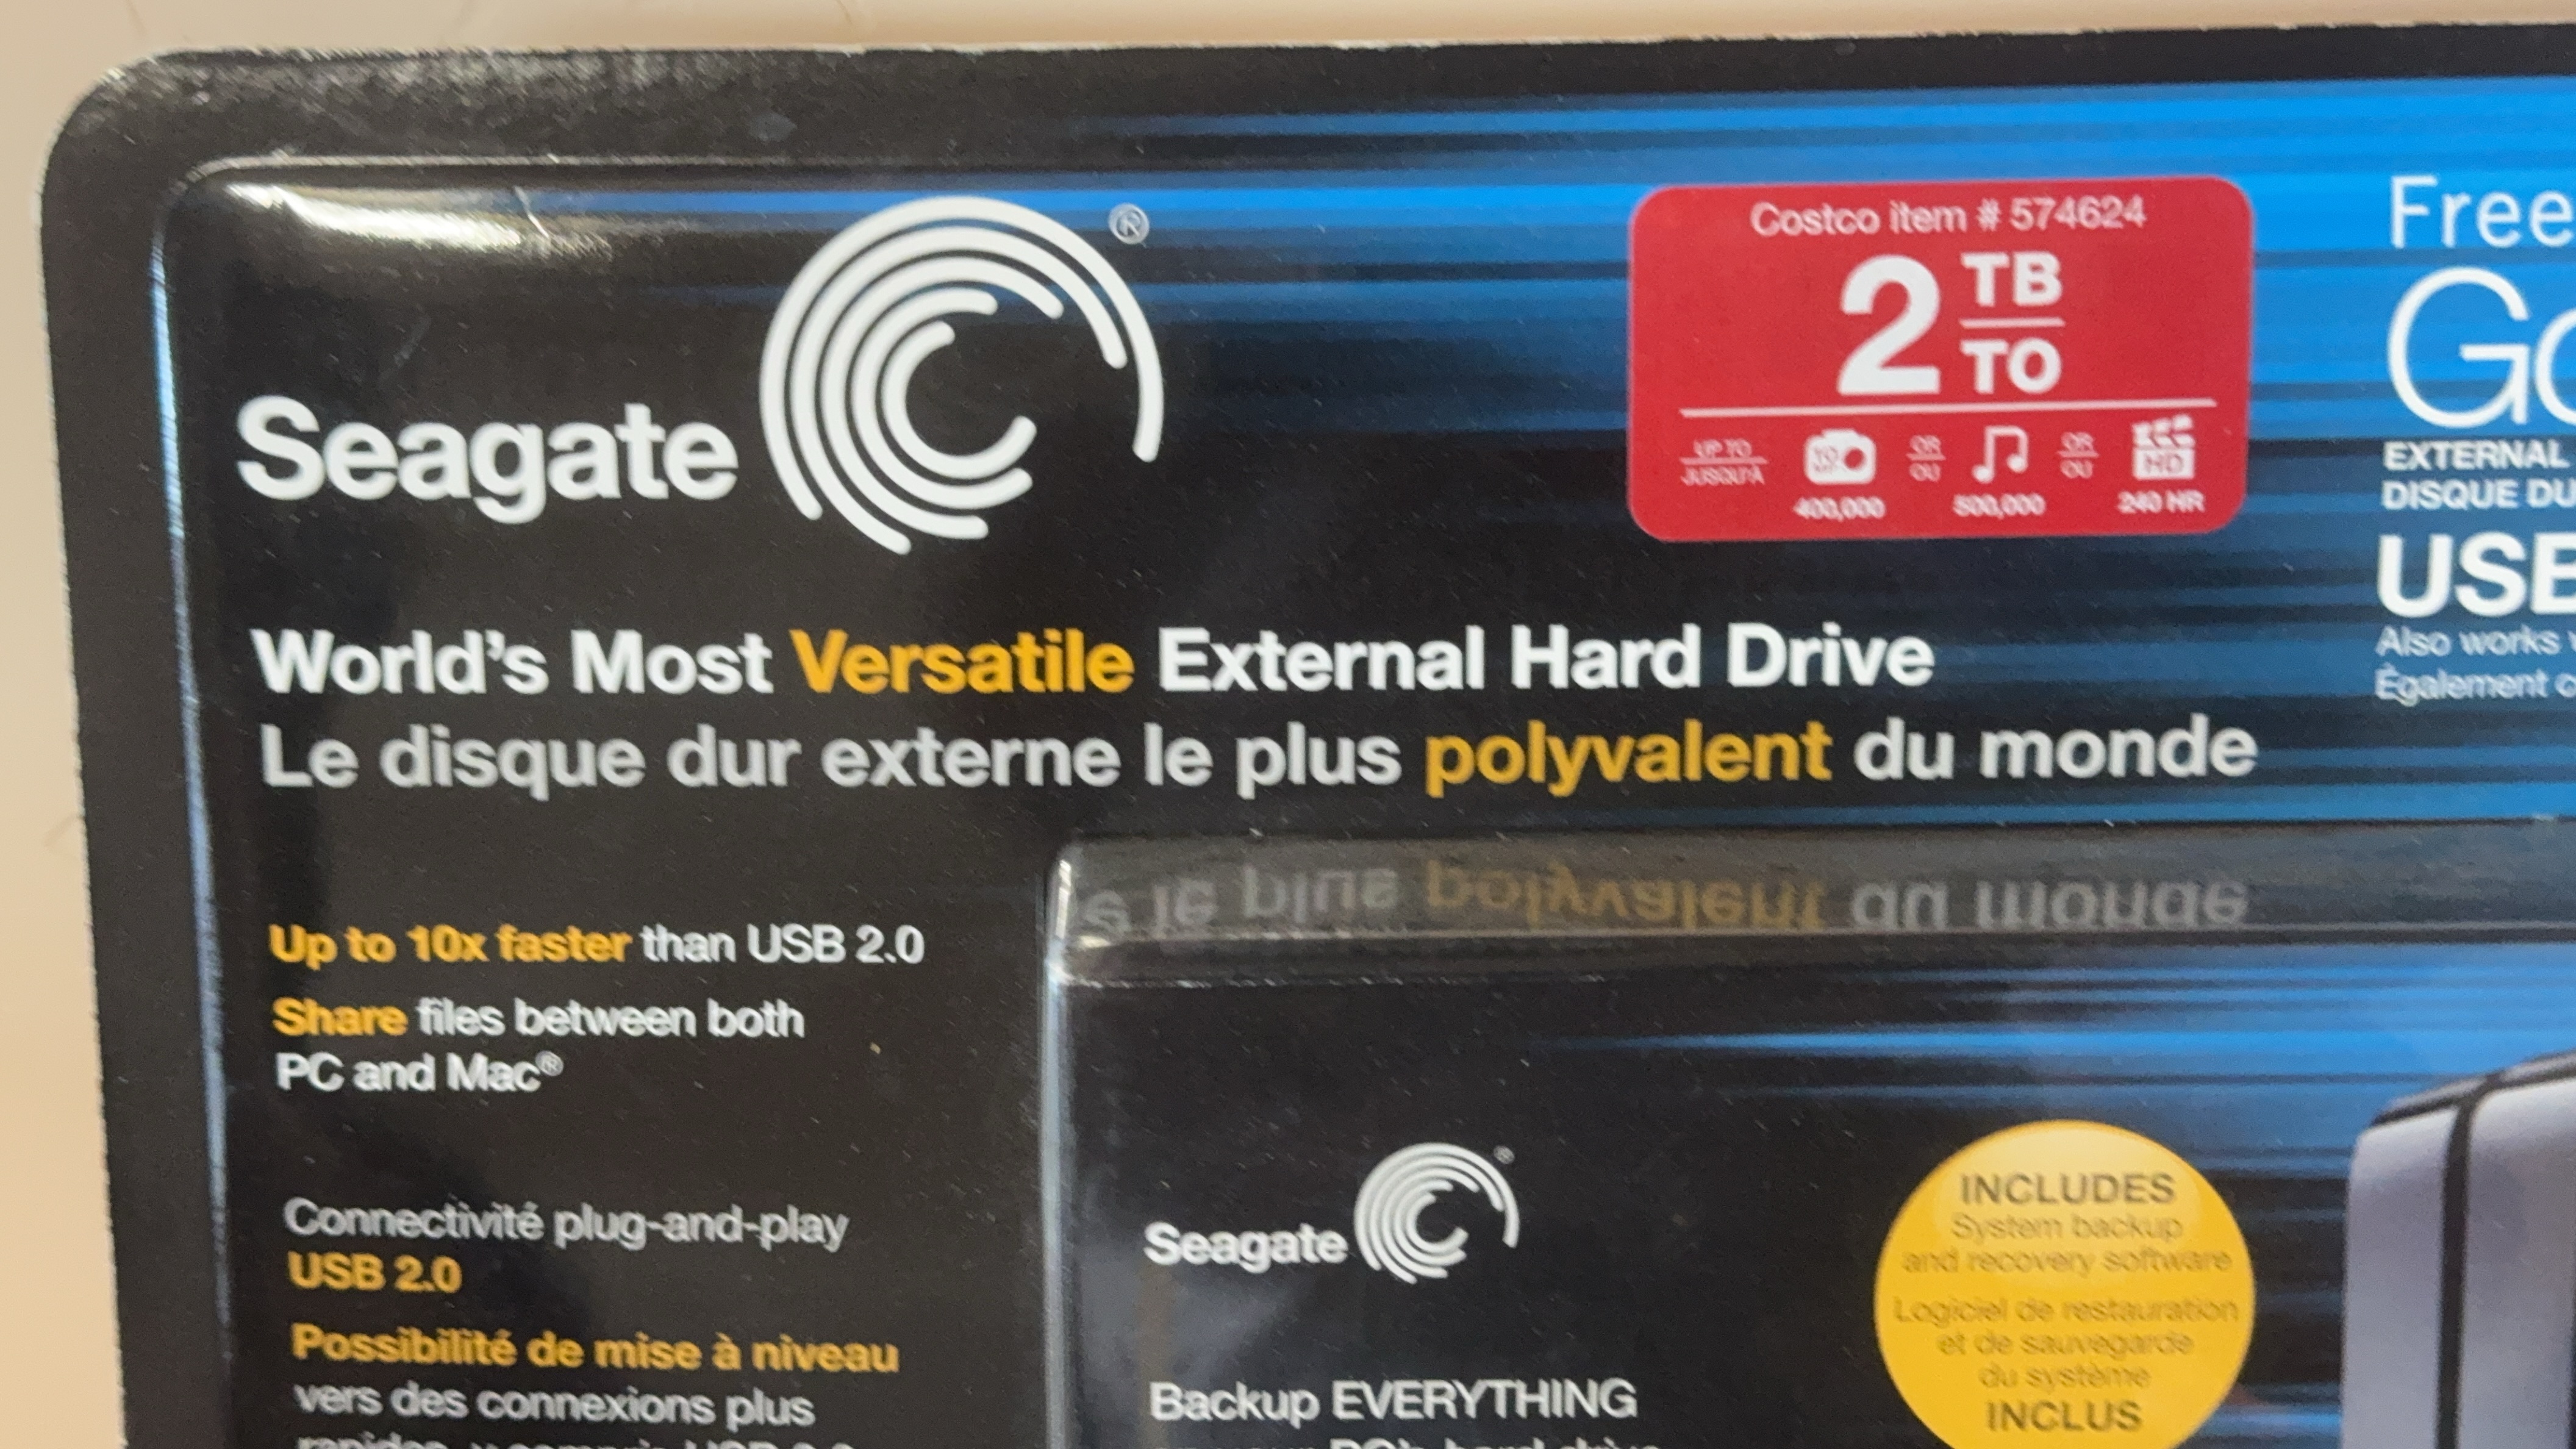 Seagate
®
Costco item # 574624
2 TB
TO
UP TO
JUSQU'À
OR
OU
OR
OU
HD
400,000
500,000
240 HR
Free
EXTERNAL
DISQUE DU
USB
Also works
Également
World's Most Versatile External Hard Drive
Le disque dur externe le plus polyvalent du monde
Up to 10x faster than USB 2.0
Share files between both
PC and Mac®
Connectivité plug-and-play
USB 2.0
Possibilité de mise à niveau
vers des connexions plus
Seagate
Backup EVERYTHING
INCLUDES
System backup
and recovery software
Logiciel de restauration
et de sauvegarde
du système
INCLUS